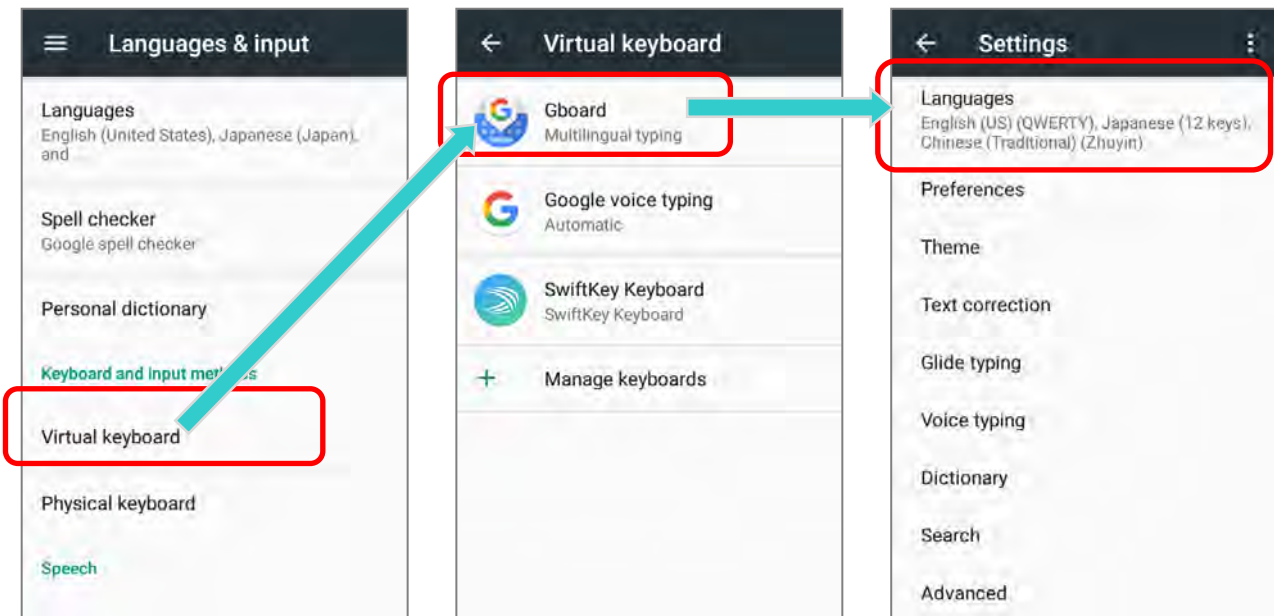 Languages & input
Languages
English (United States), Japanese (Japan),
and
Spell checker
Google spell checker
Personal dictionary
Keyboard and input methods
Virtual keyboard
Physical keyboard
Speech
Virtual keyboard
Gboard
Multilingual typing
Google voice typing
Automatic
SwiftKey Keyboard
SwiftKey Keyboard
+ Manage keyboards
Settings
Languages
English (US) (QWERTY), Japanese (12 keys),
Chinese (Traditional) (Zhuyin)
Preferences
Theme
Text correction
Glide typing
Voice typing
Dictionary
Search
Advanced